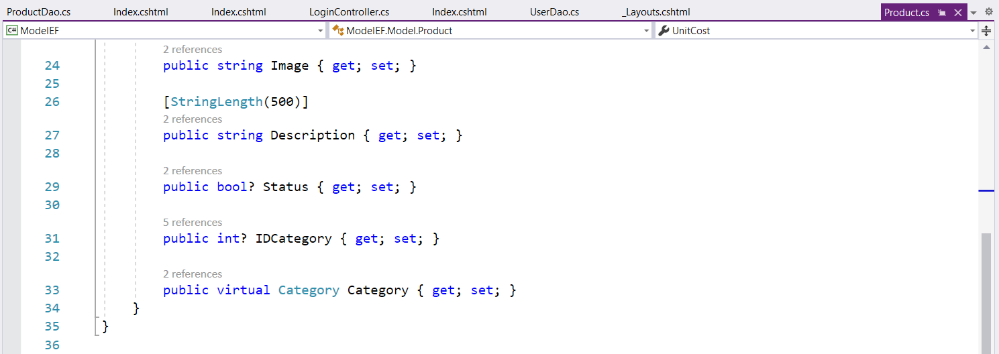 ProductDao.cs Index.cshtml Index.cshtml LoginController.cs Index.cshtml UserDao.cs _Layouts.cshtml Product.cs
C# ModelEF ModelEF.Model.Product UnitCost
2 references
24 public string Image { get; set; }
25
26 [StringLength(500)]
2 references
27 public string Description { get; set; }
28
2 references
29 public bool? Status { get; set; }
30
5 references
31 public int? IDCategory { get; set; }
32
2 references
33 public virtual Category Category { get; set; }
34 }
35 }
36